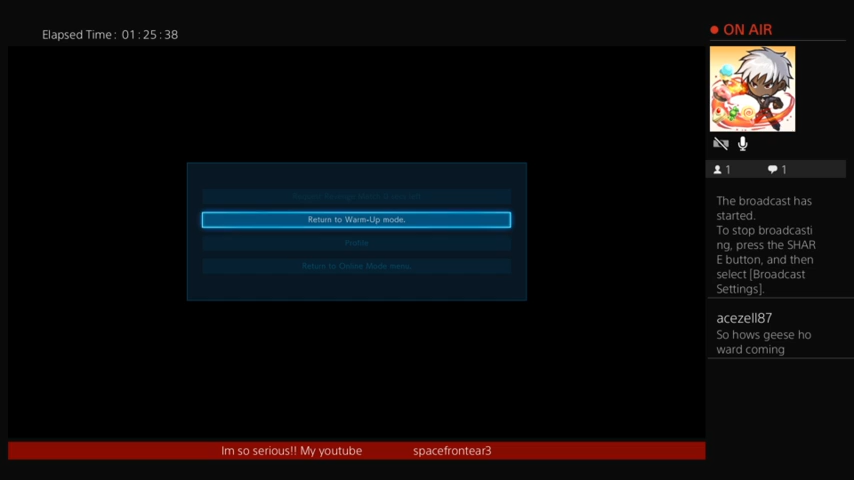 Elapsed Time: 01:25:38
ON AIR
1
1
Return to Warm-Up mode.
Profile
Return to Online Mode menu.
The broadcast has
started.
To stop broadcasti
ng, press the SHAR
E button, and then
select [Broadcast
Settings].
acezell87
So hows geese ho
ward coming
Im so serious!! My youtube
spacefrontear3